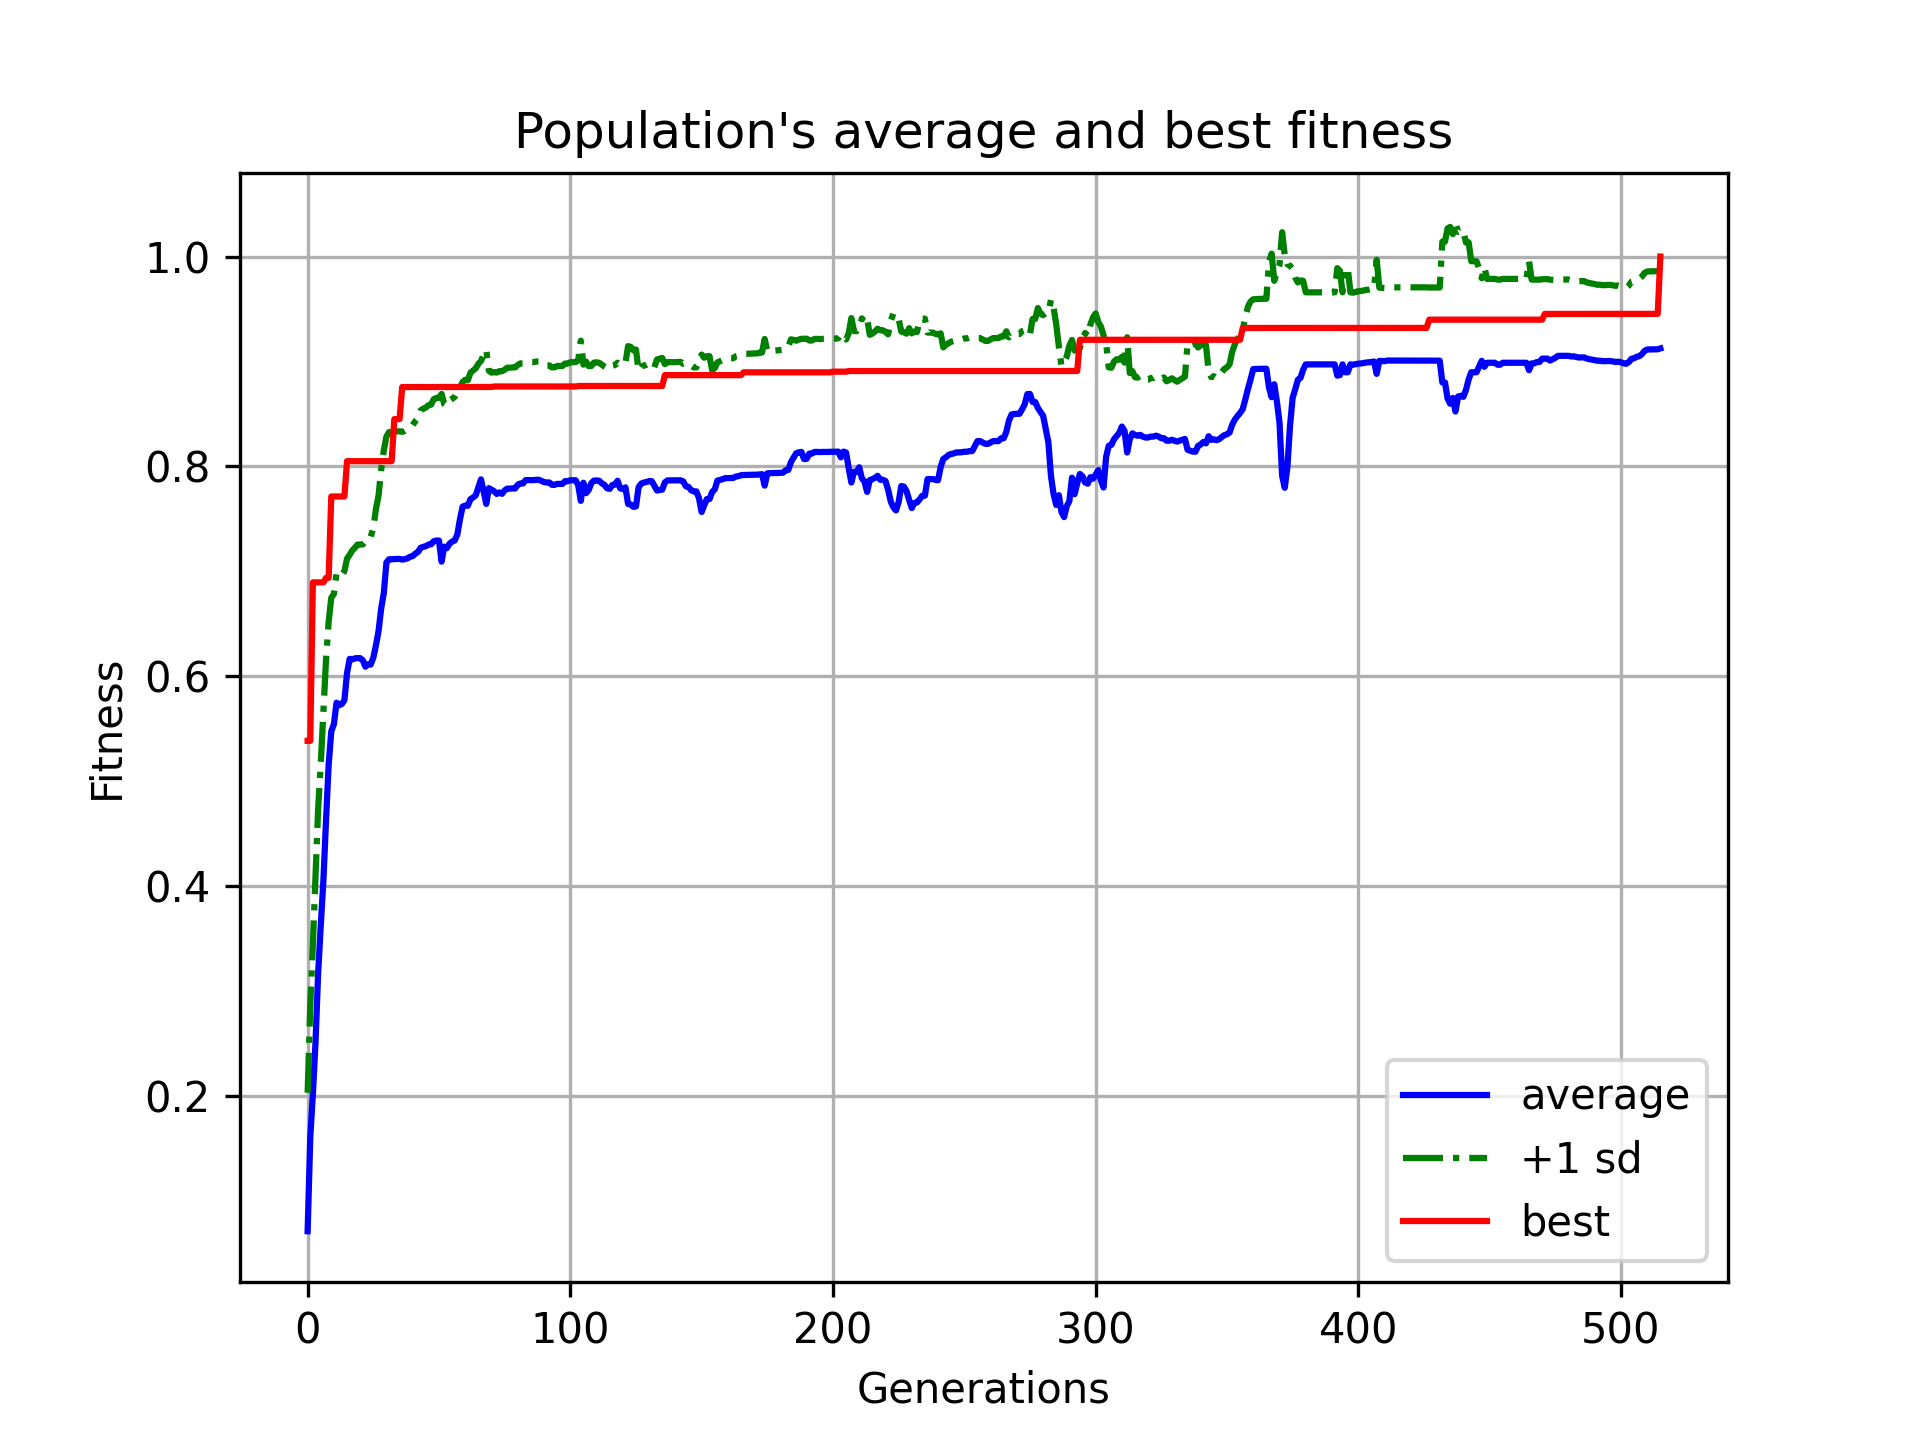 Population's average and best fitness
Fitness
1.0
0.8
0.6
0.4
0.2
0 100 200 300 400 500
Generations
average
+1 sd
best